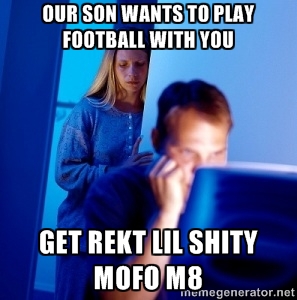 OUR SON WANTS TO PLAY
FOOTBALL WITH YOU
GET REKT LIL SHITY
MOFO M8
memegenerator.net